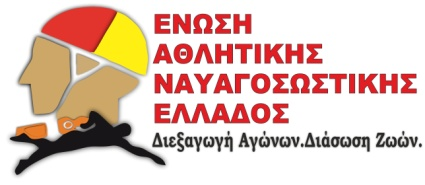 ΕΝΩΣΗ
ΑΘΛΗΤΙΚΗΣ
ΝΑΥΑΓΟΣΩΣΤΙΚΗΣ
ΕΛΛΑΔΟΣ
Διεξαγωγή Αγώνων.Διάσωση Ζωών.